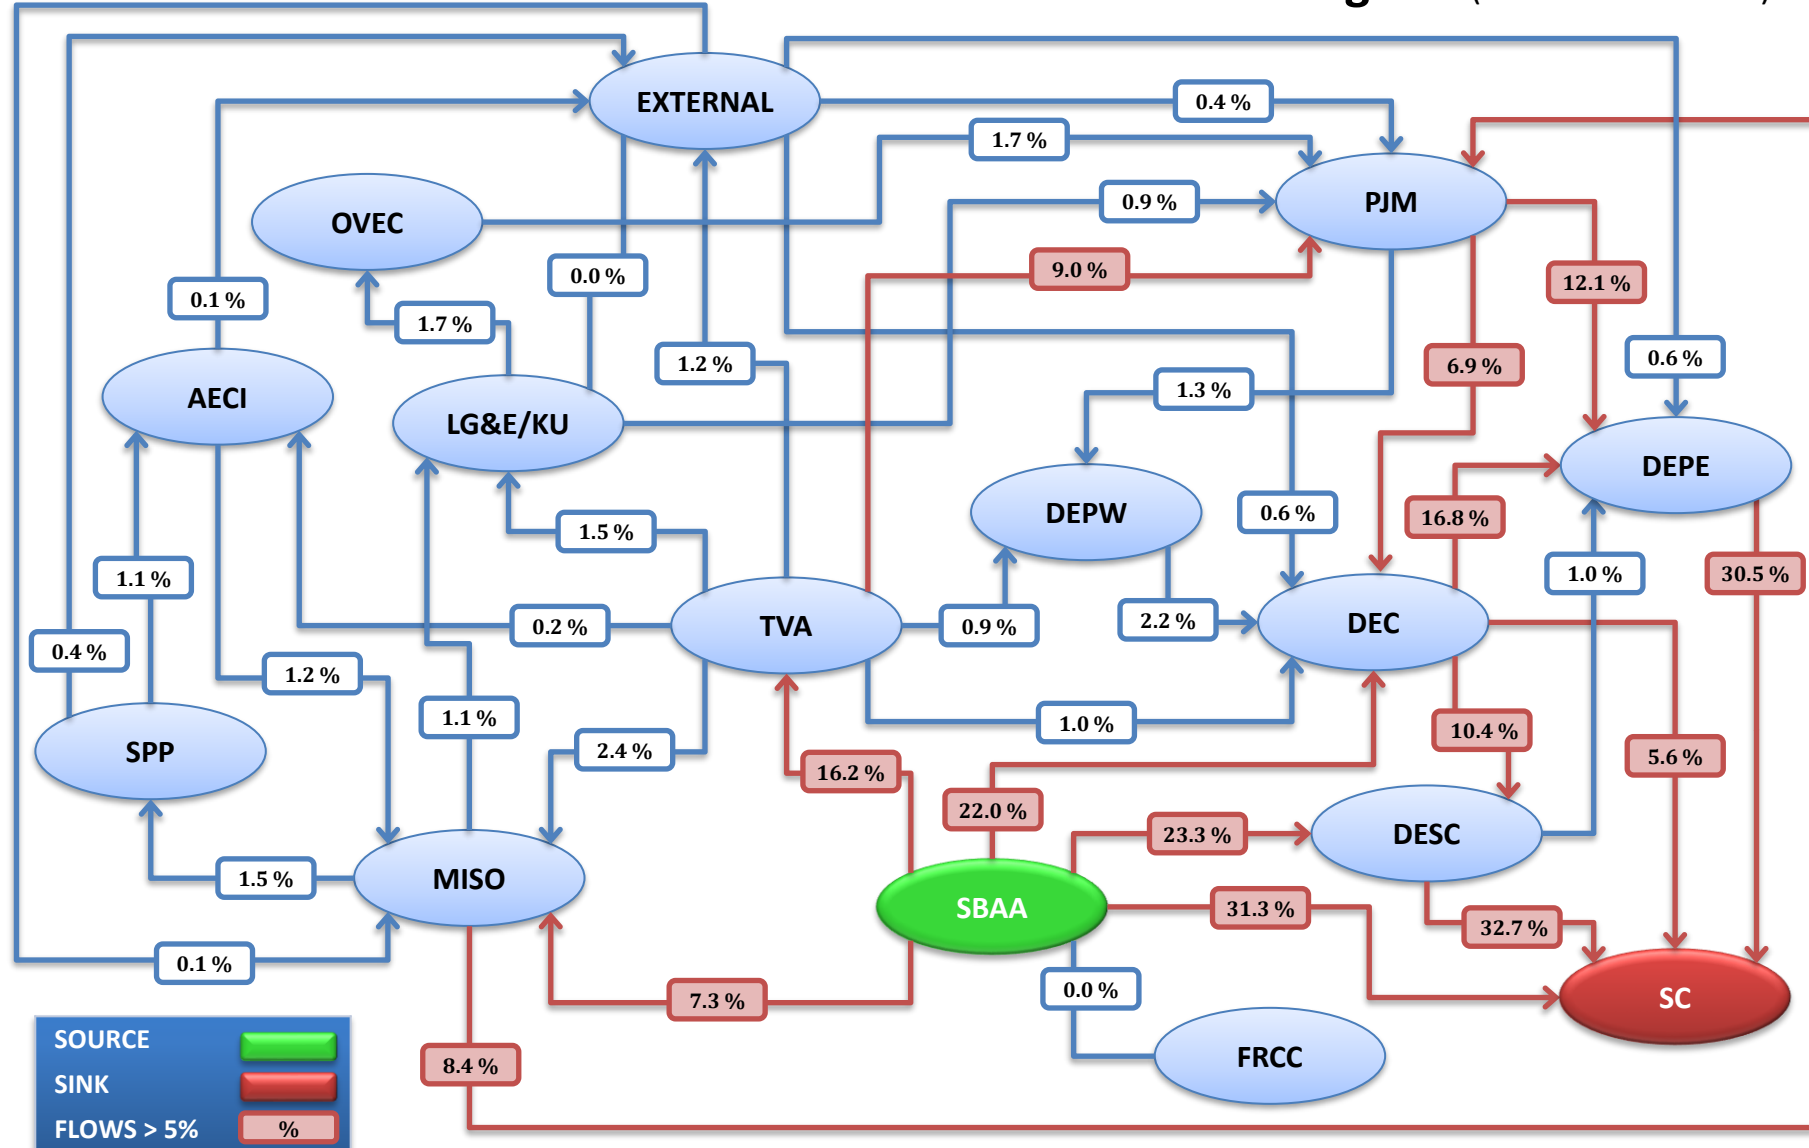 EXTERNAL
0.4 %
1.7 %
PJM
0.9 %
OVEC
9.0 %
0.0 %
12.1 %
0.1 %
1.7 %
1.2 %
6.9 %
0.6 %
1.3 %
AECI
LG&E/KU
DEPE
DEPW
0.6 %
16.8 %
1.5 %
1.1 %
1.0 %
30.5 %
0.2 %
TVA
0.9 %
2.2 %
DEC
0.4 %
1.2 %
1.1 %
1.0 %
10.4 %
SPP
2.4 %
16.2 %
5.6 %
22.0 %
23.3 %
DESC
1.5 %
MISO
SBAA
31.3 %
32.7 %
0.1 %
7.3 %
0.0 %
SC
SOURCE
8.4 %
FRCC
SINK
FLOWS > 5%
%